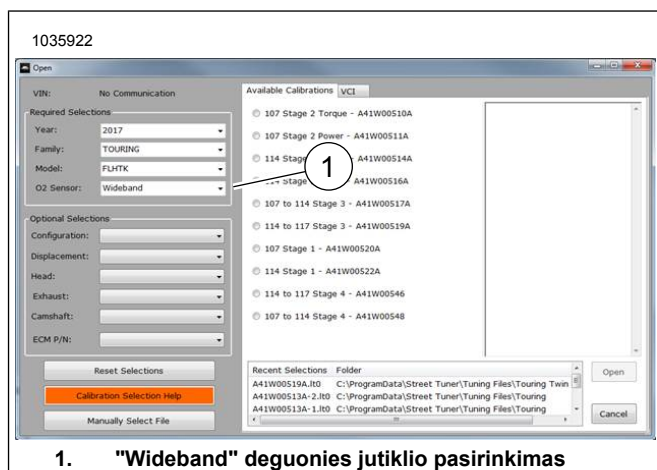 1035922
Open
VIN: No Communication
Required Selections
Year: 2017
Family: TOURING
Model: FLHTK
O2 Sensor: Wideband
Optional Selections
Configuration:
Displacement:
Head:
Exhaust:
Camshaft:
ECM P/N:
Reset Selections
Calibration Selection Help
Manually Select File
Available Calibrations VCI
107 Stage 2 Torque - A41W00510A
107 Stage 2 Power - A41W00511A
114 Stage - A41W00514A
114 Stage A41W00516A
107 to 114 Stage 3 - A41W00517A
114 to 117 Stage 3 - A41W00519A
107 Stage 1 - A41W00520A
114 Stage 1 - A41W00522A
114 to 117 Stage 4 - A41W00546
107 to 114 Stage 4 - A41W00548
1
Recent Selections Folder
A41W00519A.lt0 C:\ProgramData\Street Tuner\Tuning Files\Touring Twin
A41W00513A-2.lt0 C:\ProgramData\Street Tuner\Tuning Files\Touring
A41W00513A-1.lt0 C:\ProgramData\Street Tuner\Tuning Files\Touring
Open
Cancel
1. "Wideband" deguonies jutiklio pasirinkimas